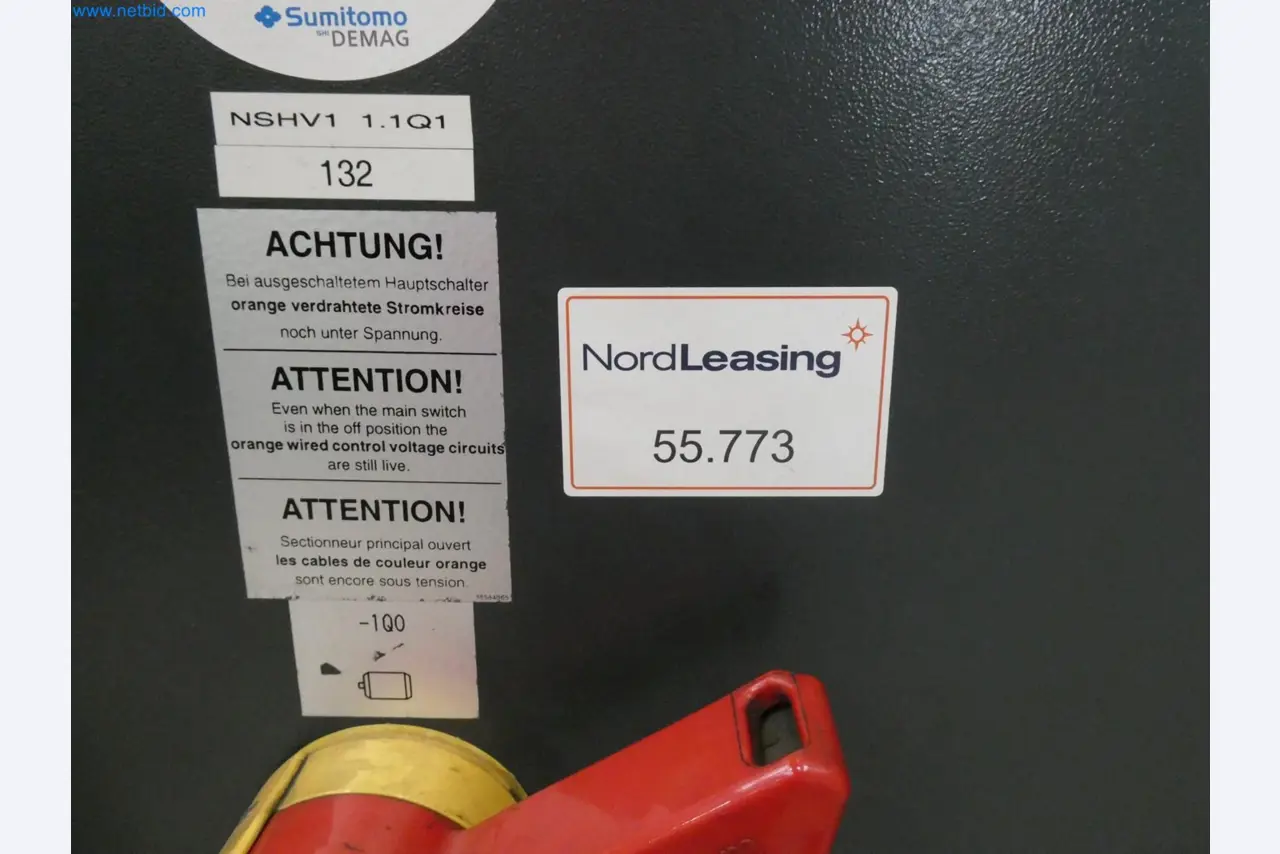 www.netbid.com
Sumitomo
SHI DEMAG
NSHV1 1.1Q1
132
ACHTUNG!
Bei ausgeschaltetem Hauptschalter
orange verdrahtete Stromkreise
noch unter Spannung.
ATTENTION!
Even when the main switch
is in the off position the
orange wired control voltage circuits
are still live.
ATTENTION!
Sectionneur principal ouvert
les cables de couleur orange
sont encore sous tension.
-1Q0
NordLeasing
55.773